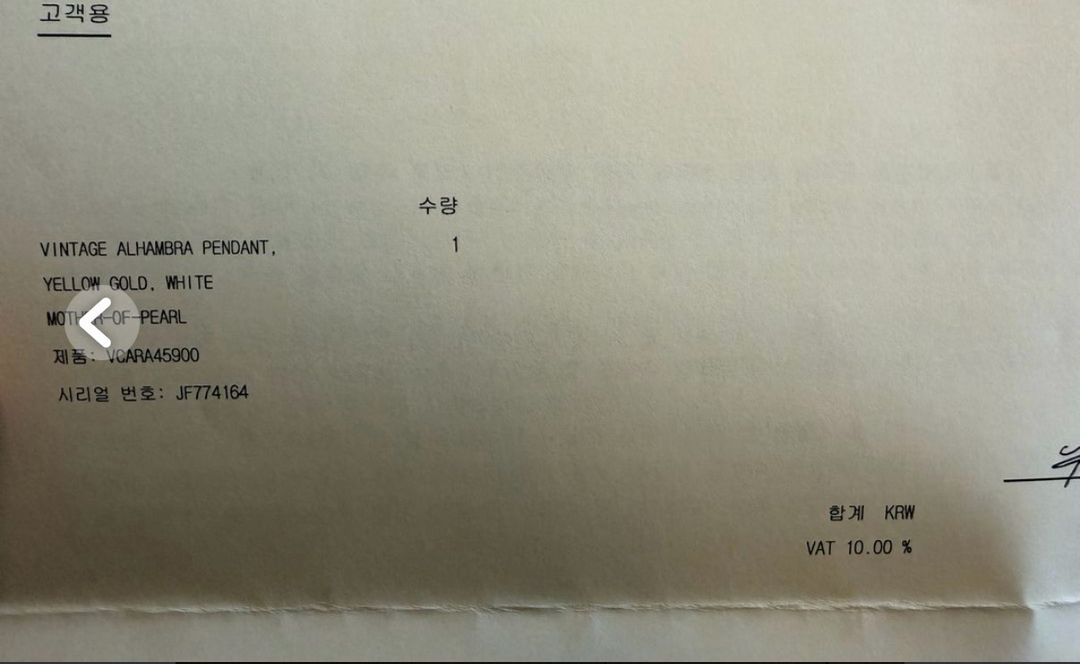 고객용
수량
VINTAGE ALHAMBRA PENDANT, 1
YELLOW GOLD, WHITE
MOTHER-OF-PEARL
제품: VCARA45900
시리얼 번호: JF774164
합계 KRW
VAT 10.00 %